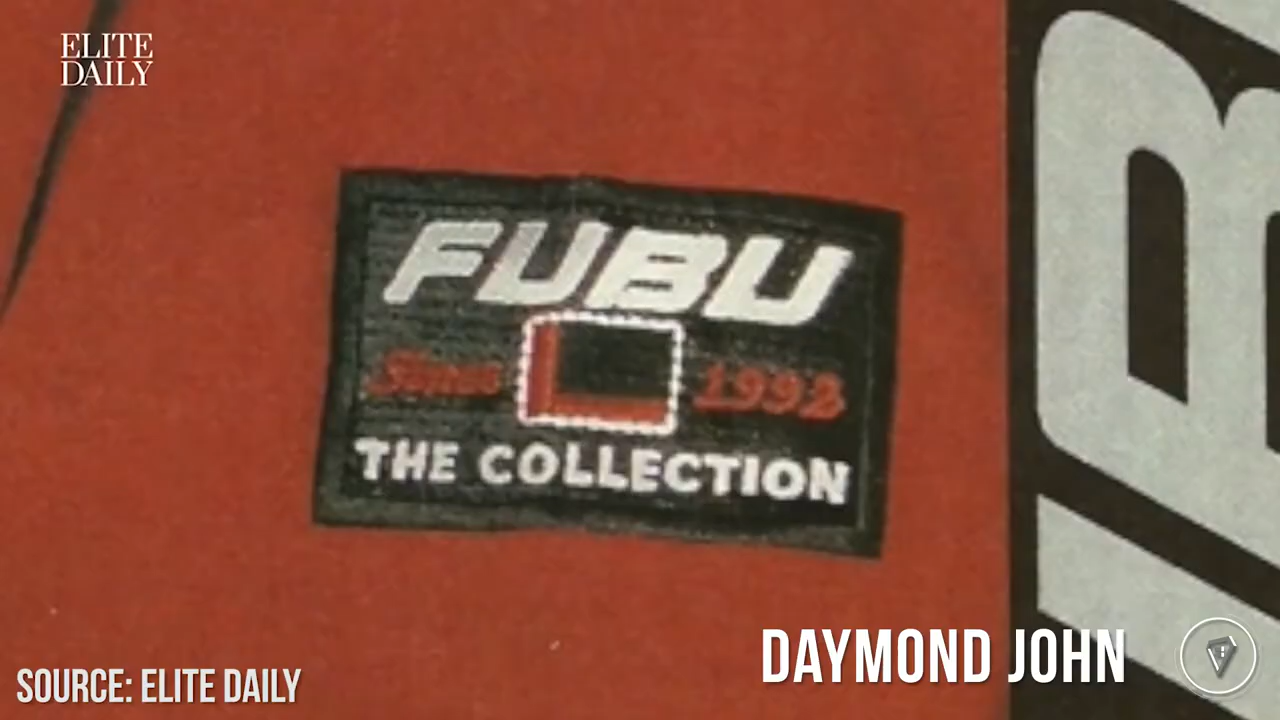 ELITE
DAILY
FUBU
Since 1992
THE COLLECTION
DAYMOND JOHN
SOURCE: ELITE DAILY